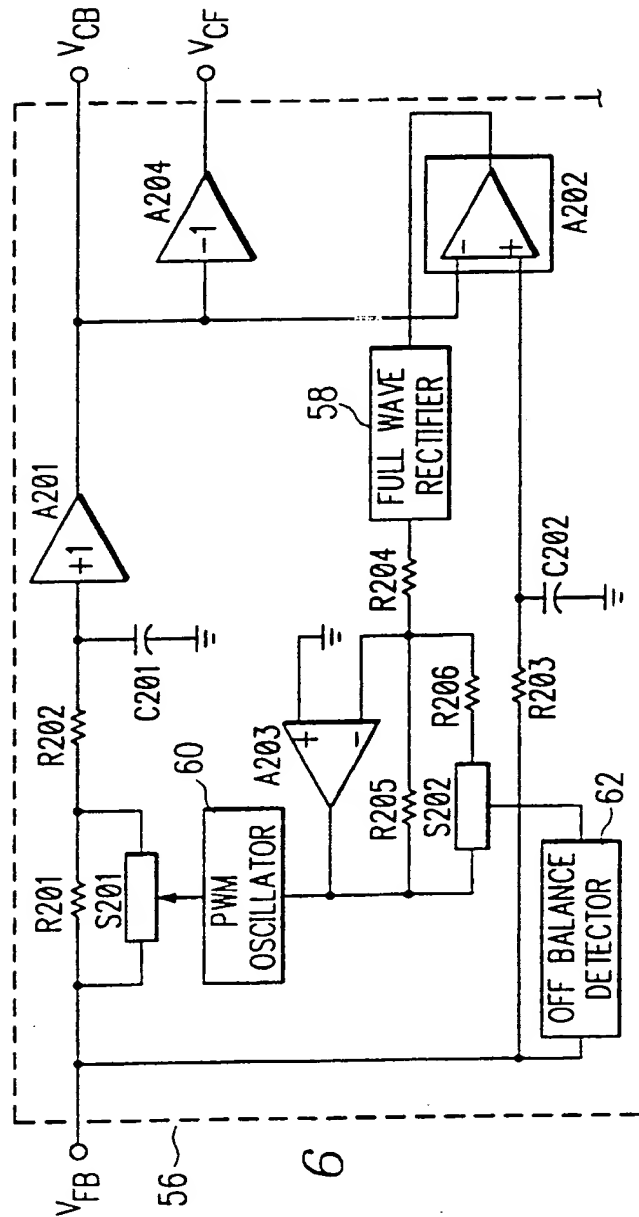 V_FB
56
R201
S201
R202
C201
A201
+1
V_CB
V_CF
A204
-1
60
PWM
OSCILLATOR
A203
+
-
R205
R206
S202
R204
58
FULL WAVE
RECTIFIER
A202
-
+
R203
C202
62
OFF BALANCE
DETECTOR
6